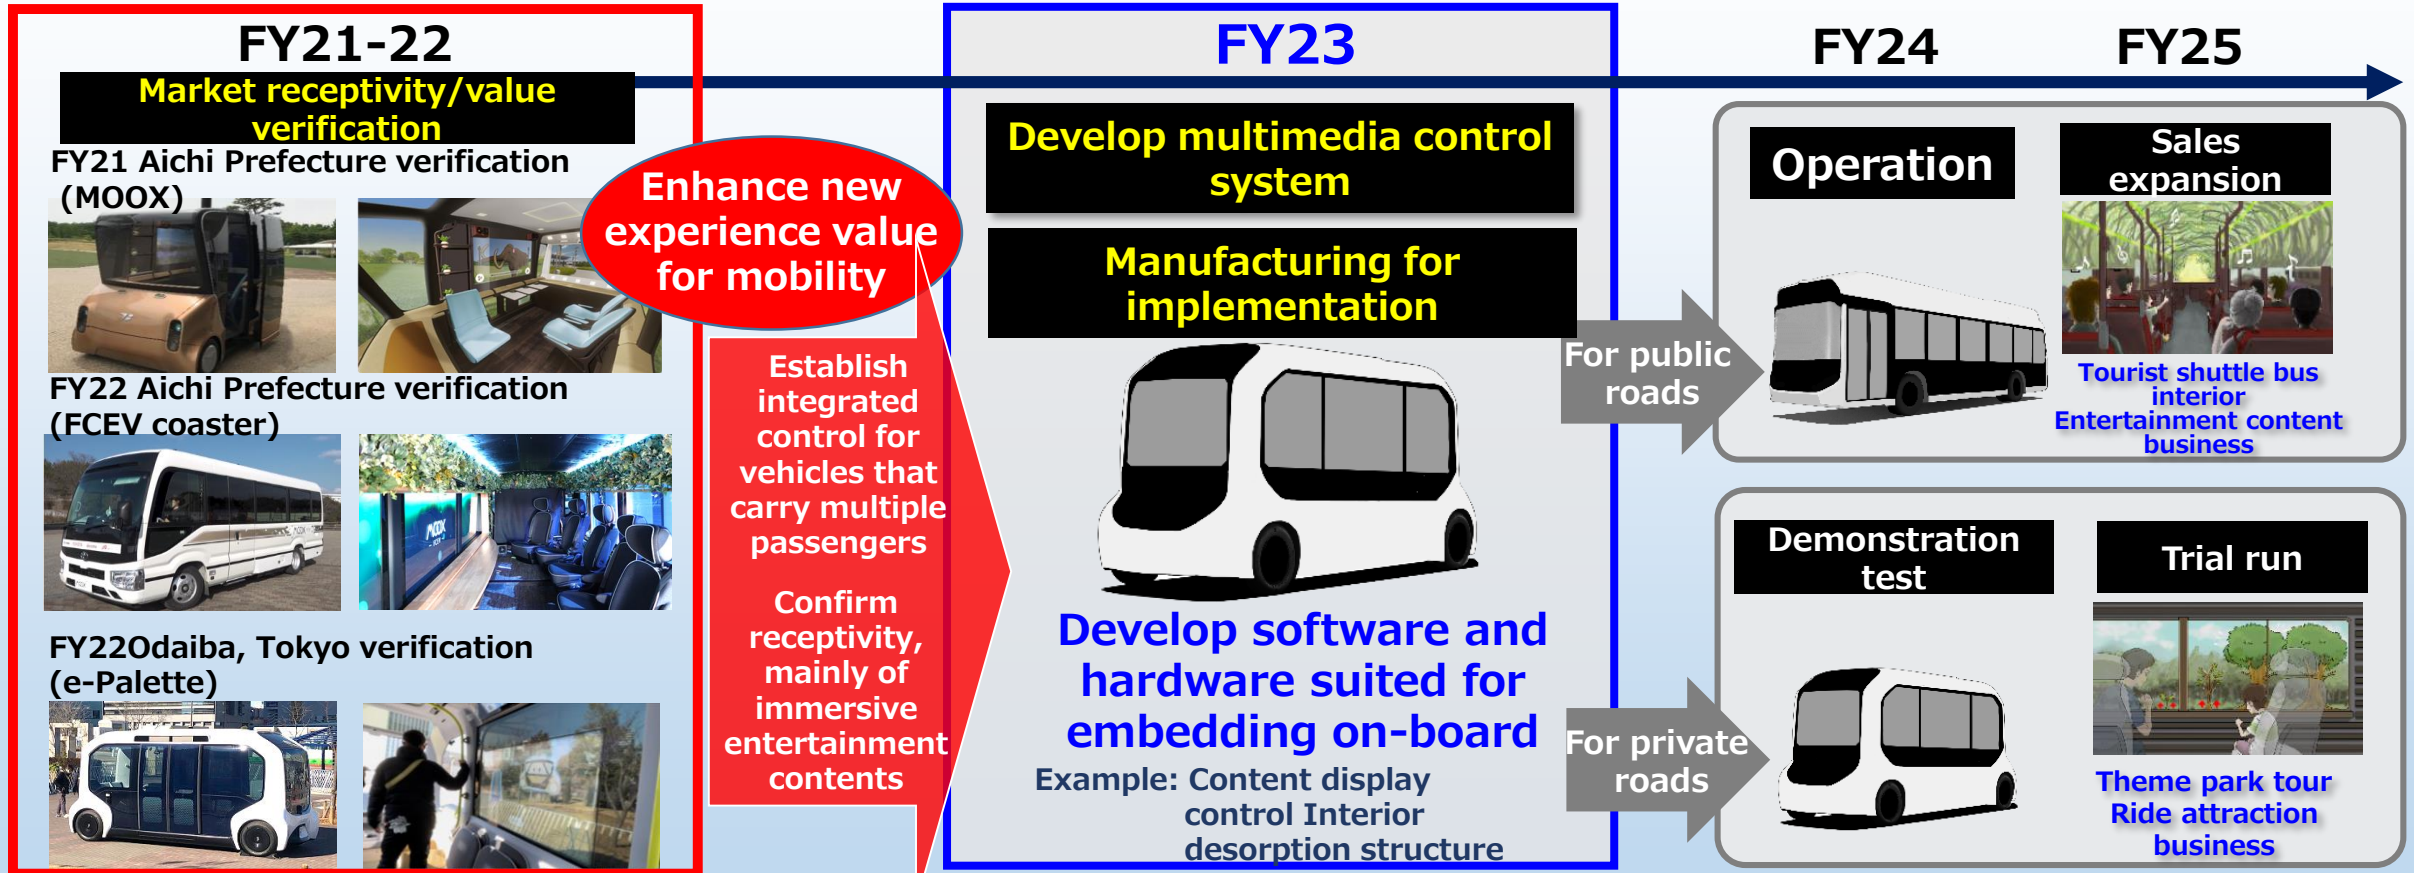 FY21-22
Market receptivity/value
verification
FY21 Aichi Prefecture verification
(MOOX)
FY22 Aichi Prefecture verification
(FCEV coaster)
MOOX
FY22Odaiba, Tokyo verification
(e-Palette)
Enhance new
experience value
for mobility
Establish
integrated
control for
vehicles that
carry multiple
passengers
Confirm
receptivity,
mainly of
immersive
entertainment
contents
FY23
Develop multimedia control
system
Manufacturing for
implementation
Develop software and
hardware suited for
embedding on-board
Example: Content display
control Interior
desorption structure
For public
roads
For private
roads
FY24
FY25
Operation
Sales
expansion
Tourist shuttle bus
interior
Entertainment content
business
Demonstration
test
Trial run
Theme park tour
Ride attraction
business